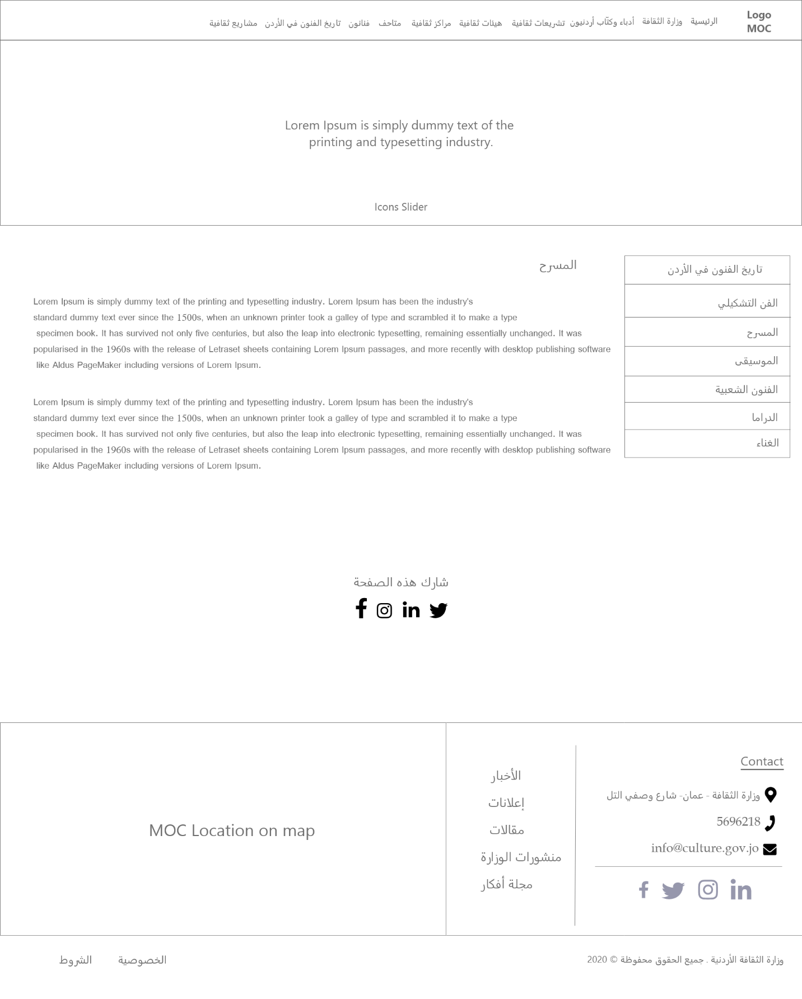 Logo
MOC
الرئيسية
وزارة الثقافة
أدباء وكتّاب أردنيون
تشريعات ثقافية
هيئات ثقافية
مراكز ثقافية
متاحف
فنانون
تاريخ الفنون في الأردن
مشاريع ثقافية
Lorem Ipsum is simply dummy text of the
printing and typesetting industry.
Icons Slider
تاريخ الفنون في الأردن
الفن التشكيلي
المسرح
الموسيقى
الفنون الشعبية
الدراما
الغناء
المسرح
Lorem Ipsum is simply dummy text of the printing and typesetting industry. Lorem Ipsum has been the industry's
standard dummy text ever since the 1500s, when an unknown printer took a galley of type and scrambled it to make a type
specimen book. It has survived not only five centuries, but also the leap into electronic typesetting, remaining essentially unchanged. It was
popularised in the 1960s with the release of Letraset sheets containing Lorem Ipsum passages, and more recently with desktop publishing software
like Aldus PageMaker including versions of Lorem Ipsum.
Lorem Ipsum is simply dummy text of the printing and typesetting industry. Lorem Ipsum has been the industry's
standard dummy text ever since the 1500s, when an unknown printer took a galley of type and scrambled it to make a type
specimen book. It has survived not only five centuries, but also the leap into electronic typesetting, remaining essentially unchanged. It was
popularised in the 1960s with the release of Letraset sheets containing Lorem Ipsum passages, and more recently with desktop publishing software
like Aldus PageMaker including versions of Lorem Ipsum.
شارك هذه الصفحة
Contact
وزارة الثقافة - عمان- شارع وصفي التل
5696218
info@culture.gov.jo
الأخبار
إعلانات
مقالات
منشورات الوزارة
مجلة أفكار
MOC Location on map
وزارة الثقافة الأردنية . جميع الحقوق محفوظة © 2020
الخصوصية
الشروط